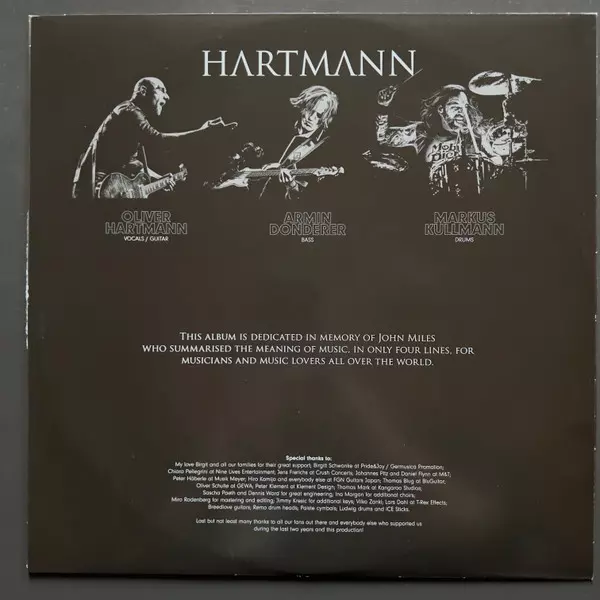 HARTMANN
OLIVER
HARTMANN
VOCALS / GUITAR
ARMIN
DONDERER
BASS
MARKUS
KULLMANN
DRUMS
THIS ALBUM IS DEDICATED IN MEMORY OF JOHN MILES
WHO SUMMARISED THE MEANING OF MUSIC, IN ONLY FOUR LINES, FOR
MUSICIANS AND MUSIC LOVERS ALL OVER THE WORLD.
Special thanks to:
My love Birgit and all our families for their great support; Birgit Schwanke at Pride&Joy / Germusica Promotion;
Chiara Pellegrini at Nine Lives Entertainment; Jens Frerichs at Crush Concerts; Johannes Pitz and Daniel Flynn at M&T;
Peter Häberle at Musik Meyer; Hiro Kamijo and everybody else at FGN Guitars Japan; Thomas Blug at BluGuitar;
Oliver Schulte at GEWA; Peter Klement at Klement Design; Thomas Mark at Kangaroo Studios;
Sascha Paeth and Dennis Ward for great engineering; Ina Morgan for additional choirs;
Miro Rodenberg for mastering and editing; Jimmy Kresic for additional keys; Vilko Zanki; Lars Dahl at T-Rex Effects;
Breedlove guitars; Remo drum heads; Paiste cymbals; Ludwig drums and ICE Sticks.
Last but not least many thanks to all our fans out there and everybody else who supported us
during the last two years and this production!